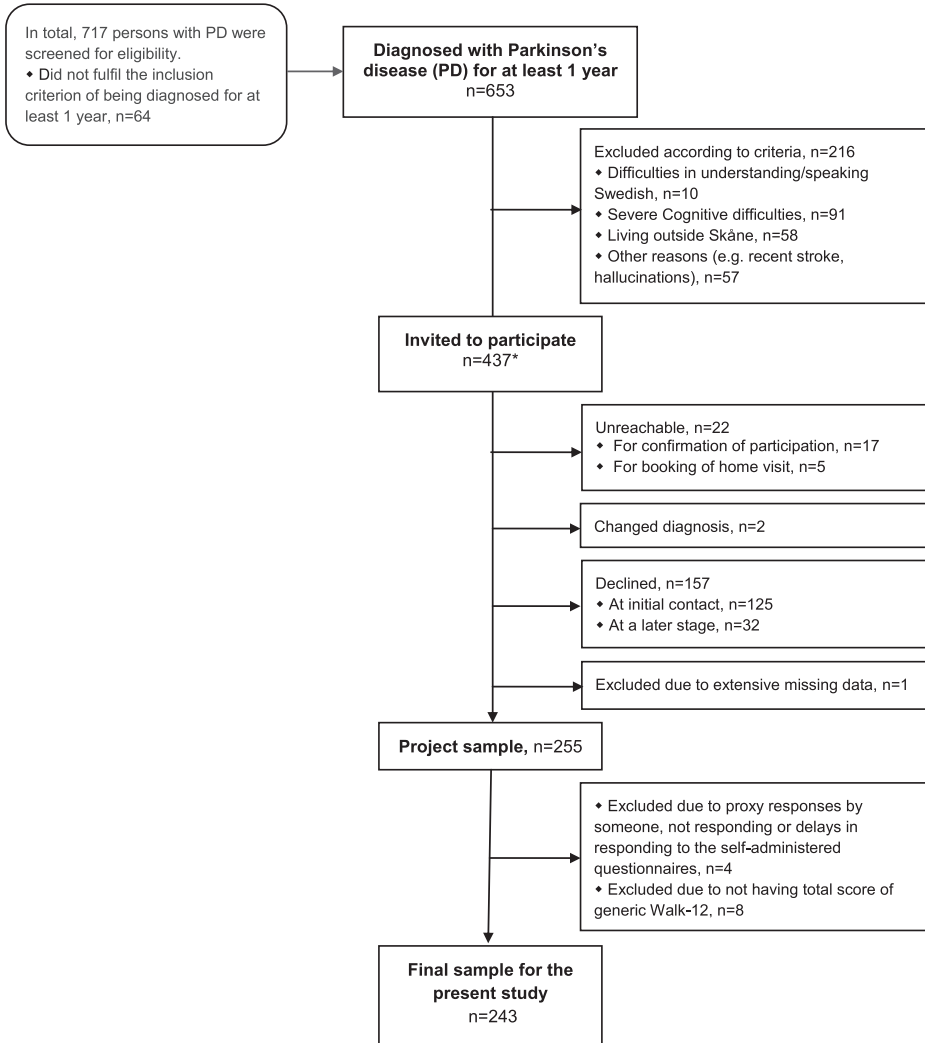 In total, 717 persons with PD were
screened for eligibility.
◆ Did not fulfil the inclusion
criterion of being diagnosed for at
least 1 year, n=64
Diagnosed with Parkinson’s
disease (PD) for at least 1 year
n=653
Excluded according to criteria, n=216
◆ Difficulties in understanding/speaking
Swedish, n=10
◆ Severe Cognitive difficulties, n=91
◆ Living outside Skåne, n=58
◆ Other reasons (e.g. recent stroke,
hallucinations), n=57
Invited to participate
n=437*
Unreachable, n=22
◆ For confirmation of participation, n=17
◆ For booking of home visit, n=5
Changed diagnosis, n=2
Declined, n=157
◆ At initial contact, n=125
◆ At a later stage, n=32
Excluded due to extensive missing data, n=1
Project sample, n=255
◆ Excluded due to proxy responses by
someone, not responding or delays in
responding to the self-administered
questionnaires, n=4
◆ Excluded due to not having total score of
generic Walk-12, n=8
Final sample for the
present study
n=243